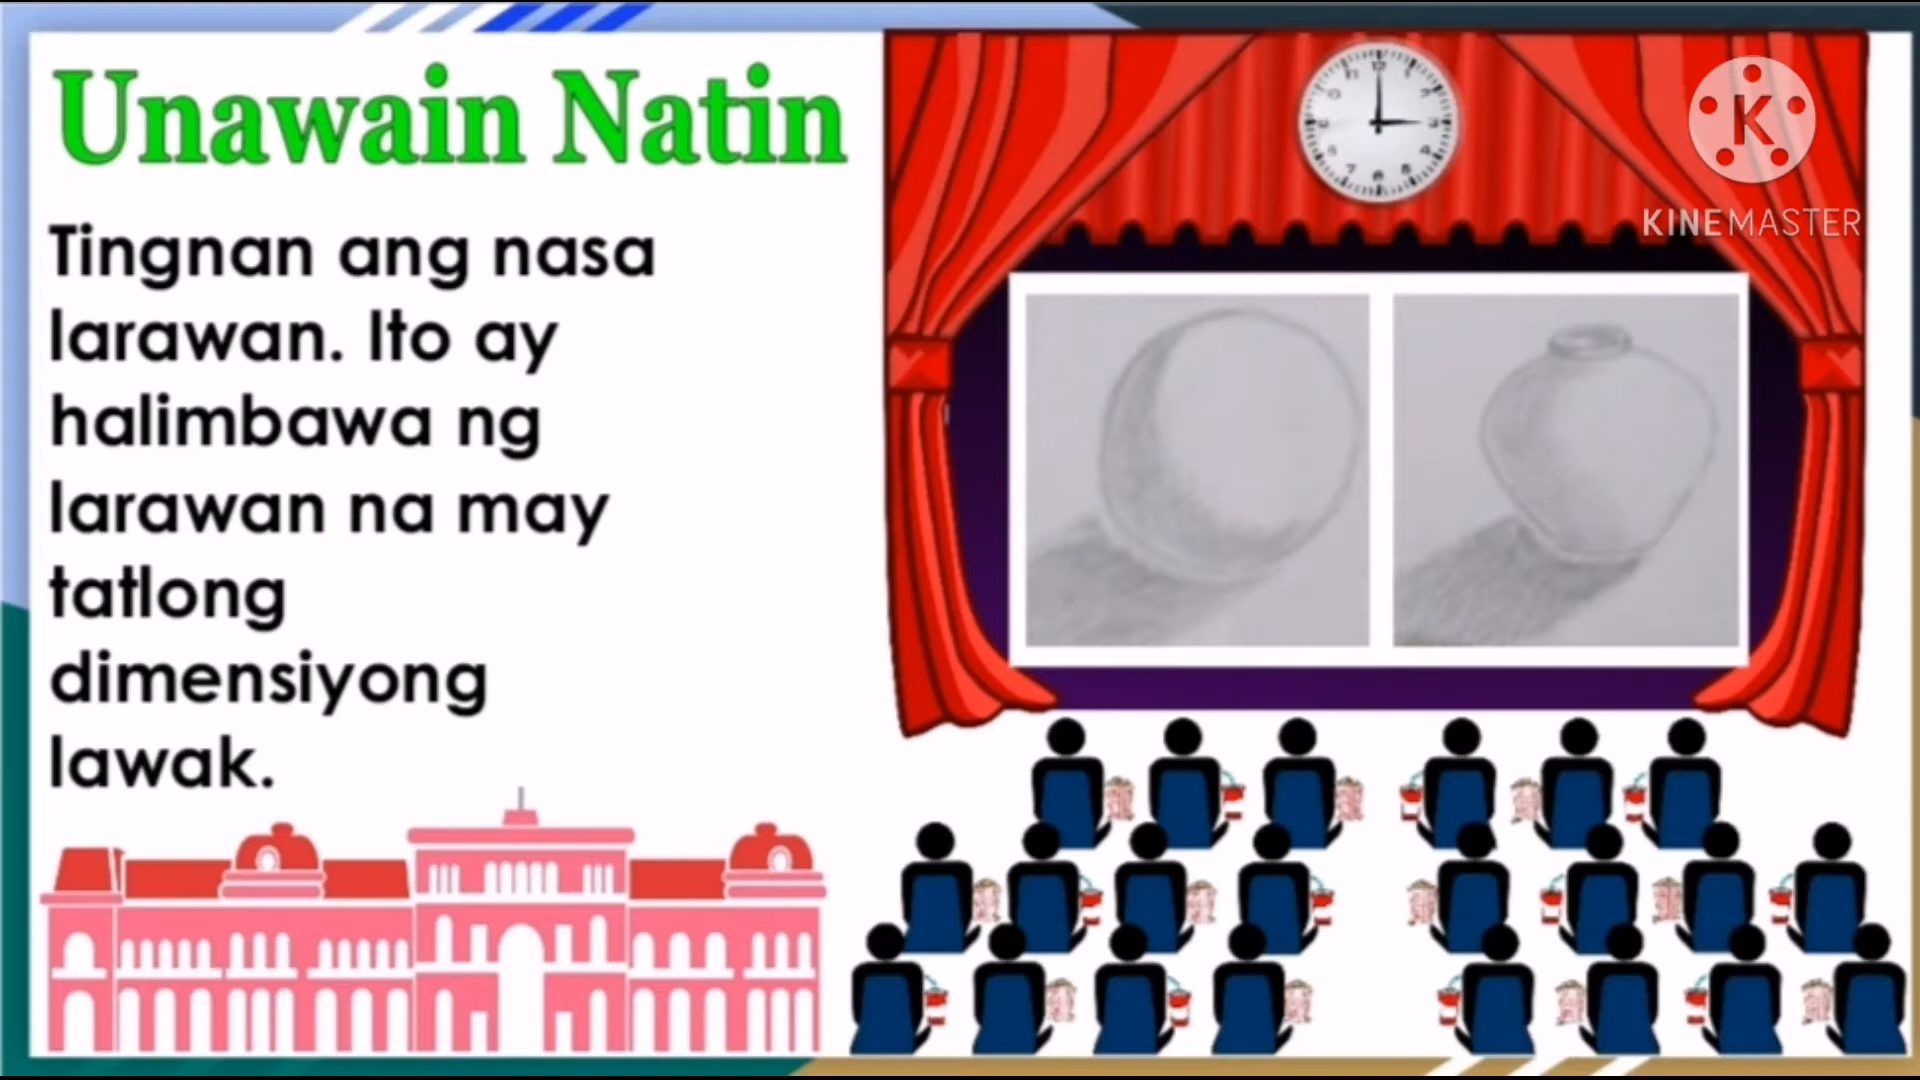 Unawain Natin
Tingnan ang nasa
larawan. Ito ay
halimbawa ng
larawan na may
tatlong
dimensiyong
lawak.
K
KINEMASTER